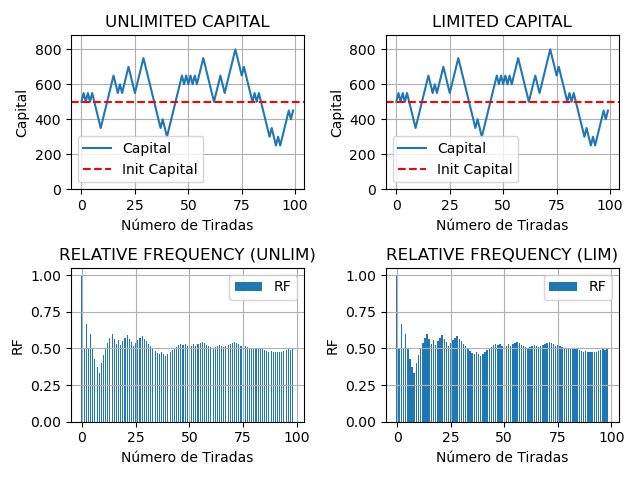 UNLIMITED CAPITAL
800
600
400
200
0
Capital
Capital
Init Capital
0
25
50
75
100
Número de Tiradas
LIMITED CAPITAL
800
600
400
200
0
Capital
Capital
Init Capital
0
25
50
75
100
Número de Tiradas
RELATIVE FREQUENCY (UNLIM)
1.00
0.75
0.50
0.25
0.00
RF
RF
0
25
50
75
100
Número de Tiradas
RELATIVE FREQUENCY (LIM)
1.00
0.75
0.50
0.25
0.00
RF
RF
0
25
50
75
100
Número de Tiradas